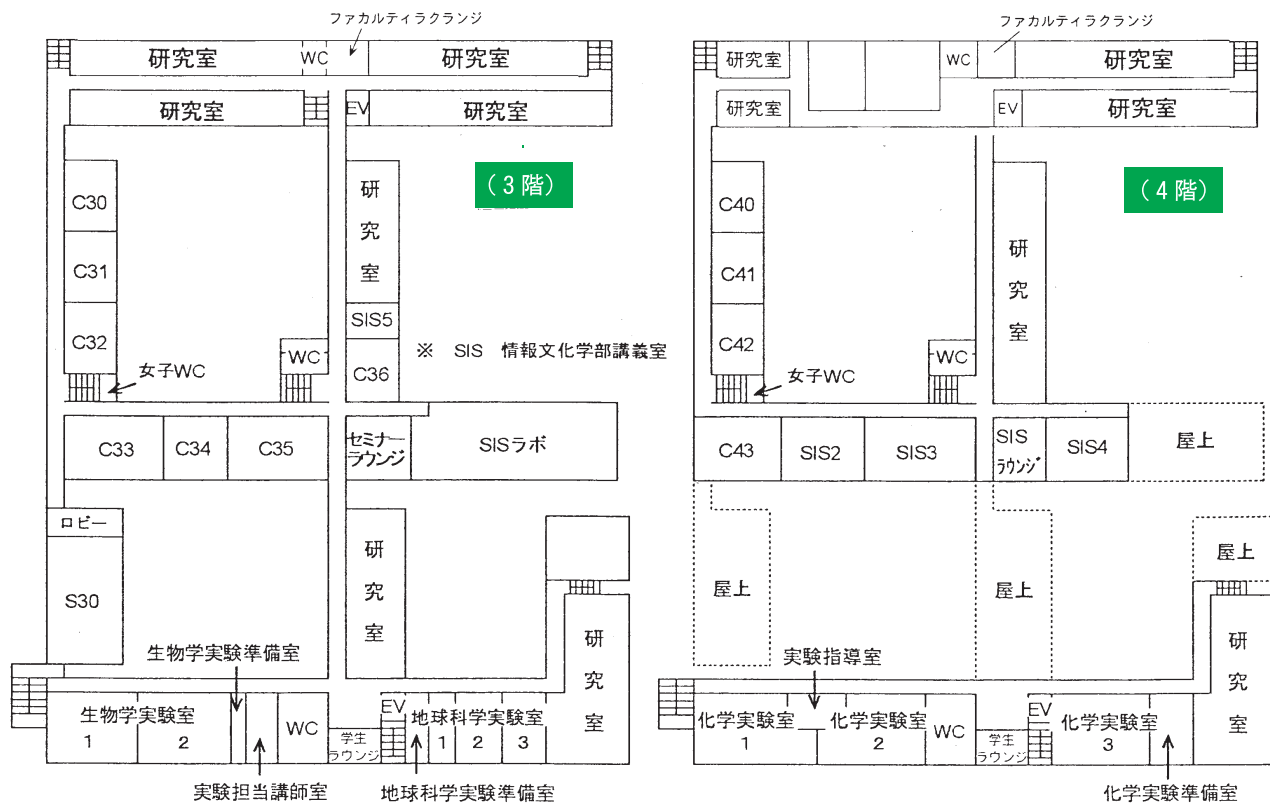 ファカルティラクランジ
研究室
WC
研究室
研究室
EV
研究室
(3階)
C30
研究室
C31
SIS5
C32
WC
※ SIS 情報文化学部講義室
C36
女子WC
C33
C34
C35
セミナーラウンジ
SISラボ
ロビー
S30
研究室
研究室
生物学実験準備室
生物学実験室
1
2
WC
学生ラウンジ
EV
地球科学実験室
1
2
3
実験担当講師室
地球科学実験準備室
ファカルティラクランジ
研究室
WC
研究室
研究室
EV
研究室
(4階)
C40
C41
研究室
C42
WC
女子WC
C43
SIS2
SIS3
SISラウンジ
SIS4
屋上
屋上
屋上
屋上
研究室
実験指導室
化学実験室
1
化学実験室
2
WC
学生ラウンジ
EV
化学実験室
3
化学実験準備室